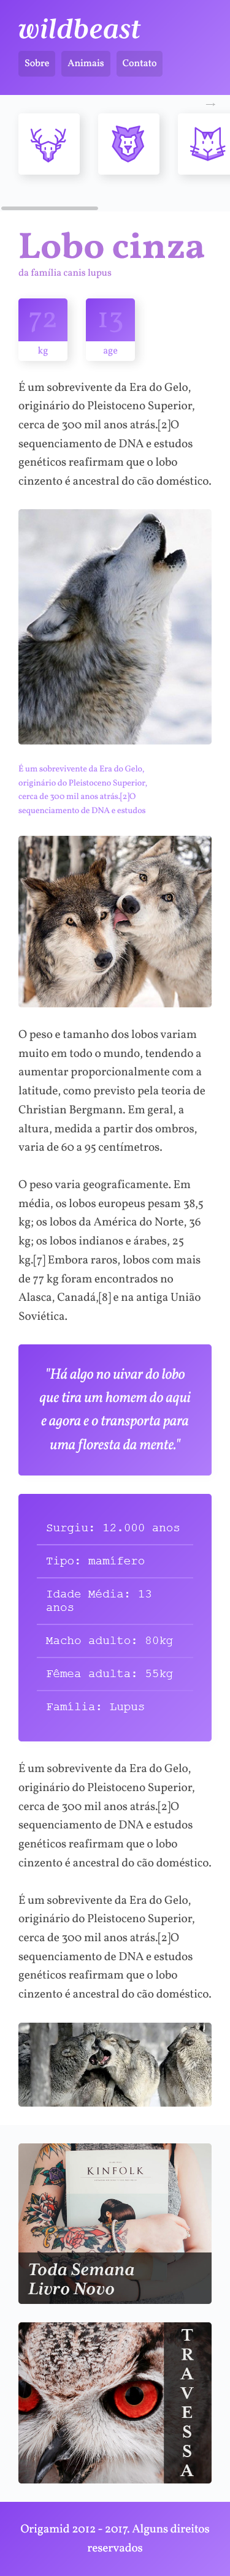 wildbeast
Sobre Animais Contato
→
Lobo cinza
da família canis lupus
72 13
kg age
É um sobrevivente da Era do Gelo,
originário do Pleistoceno Superior,
cerca de 300 mil anos atrás.[2]O
sequenciamento de DNA e estudos
genéticos reafirmam que o lobo
cinzento é ancestral do cão doméstico.
É um sobrevivente da Era do Gelo,
originário do Pleistoceno Superior,
cerca de 300 mil anos atrás.[2]O
sequenciamento de DNA e estudos
O peso e tamanho dos lobos variam
muito em todo o mundo, tendendo a
aumentar proporcionalmente com a
latitude, como previsto pela teoria de
Christian Bergmann. Em geral, a
altura, medida a partir dos ombros,
varia de 60 a 95 centímetros.
O peso varia geograficamente. Em
média, os lobos europeus pesam 38,5
kg; os lobos da América do Norte, 36
kg; os lobos indianos e árabes, 25
kg.[7] Embora raros, lobos com mais
de 77 kg foram encontrados no
Alasca, Canadá,[8] e na antiga União
Soviética.
"Há algo no uivar do lobo
que tira um homem do aqui
e agora e o transporta para
uma floresta da mente."
Surgiu: 12.000 anos
Tipo: mamífero
Idade Média: 13
anos
Macho adulto: 80kg
Fêmea adulta: 55kg
Família: Lupus
É um sobrevivente da Era do Gelo,
originário do Pleistoceno Superior,
cerca de 300 mil anos atrás.[2]O
sequenciamento de DNA e estudos
genéticos reafirmam que o lobo
cinzento é ancestral do cão doméstico.
É um sobrevivente da Era do Gelo,
originário do Pleistoceno Superior,
cerca de 300 mil anos atrás.[2]O
sequenciamento de DNA e estudos
genéticos reafirmam que o lobo
cinzento é ancestral do cão doméstico.
KINFOLK
Toda Semana
Livro Novo
TRAVESSA
Origamid 2012 - 2017. Alguns direitos
reservados